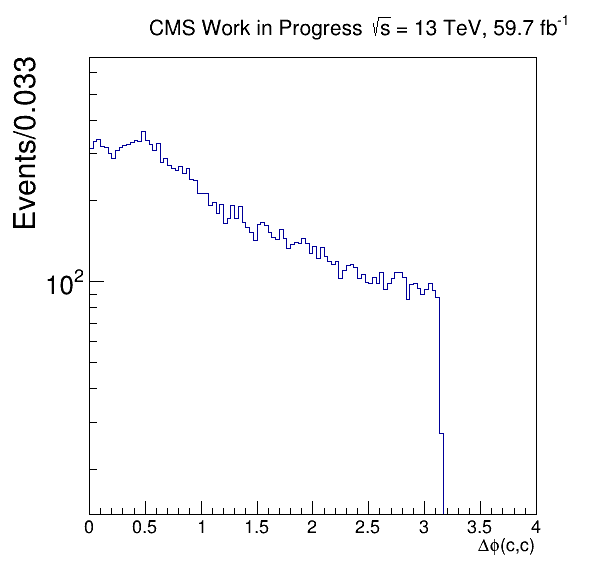 CMS Work in Progress √s = 13 TeV, 59.7 fb⁻¹
Events/0.033
10²
0 0.5 1 1.5 2 2.5 3 3.5 4
Δϕ(c,c)